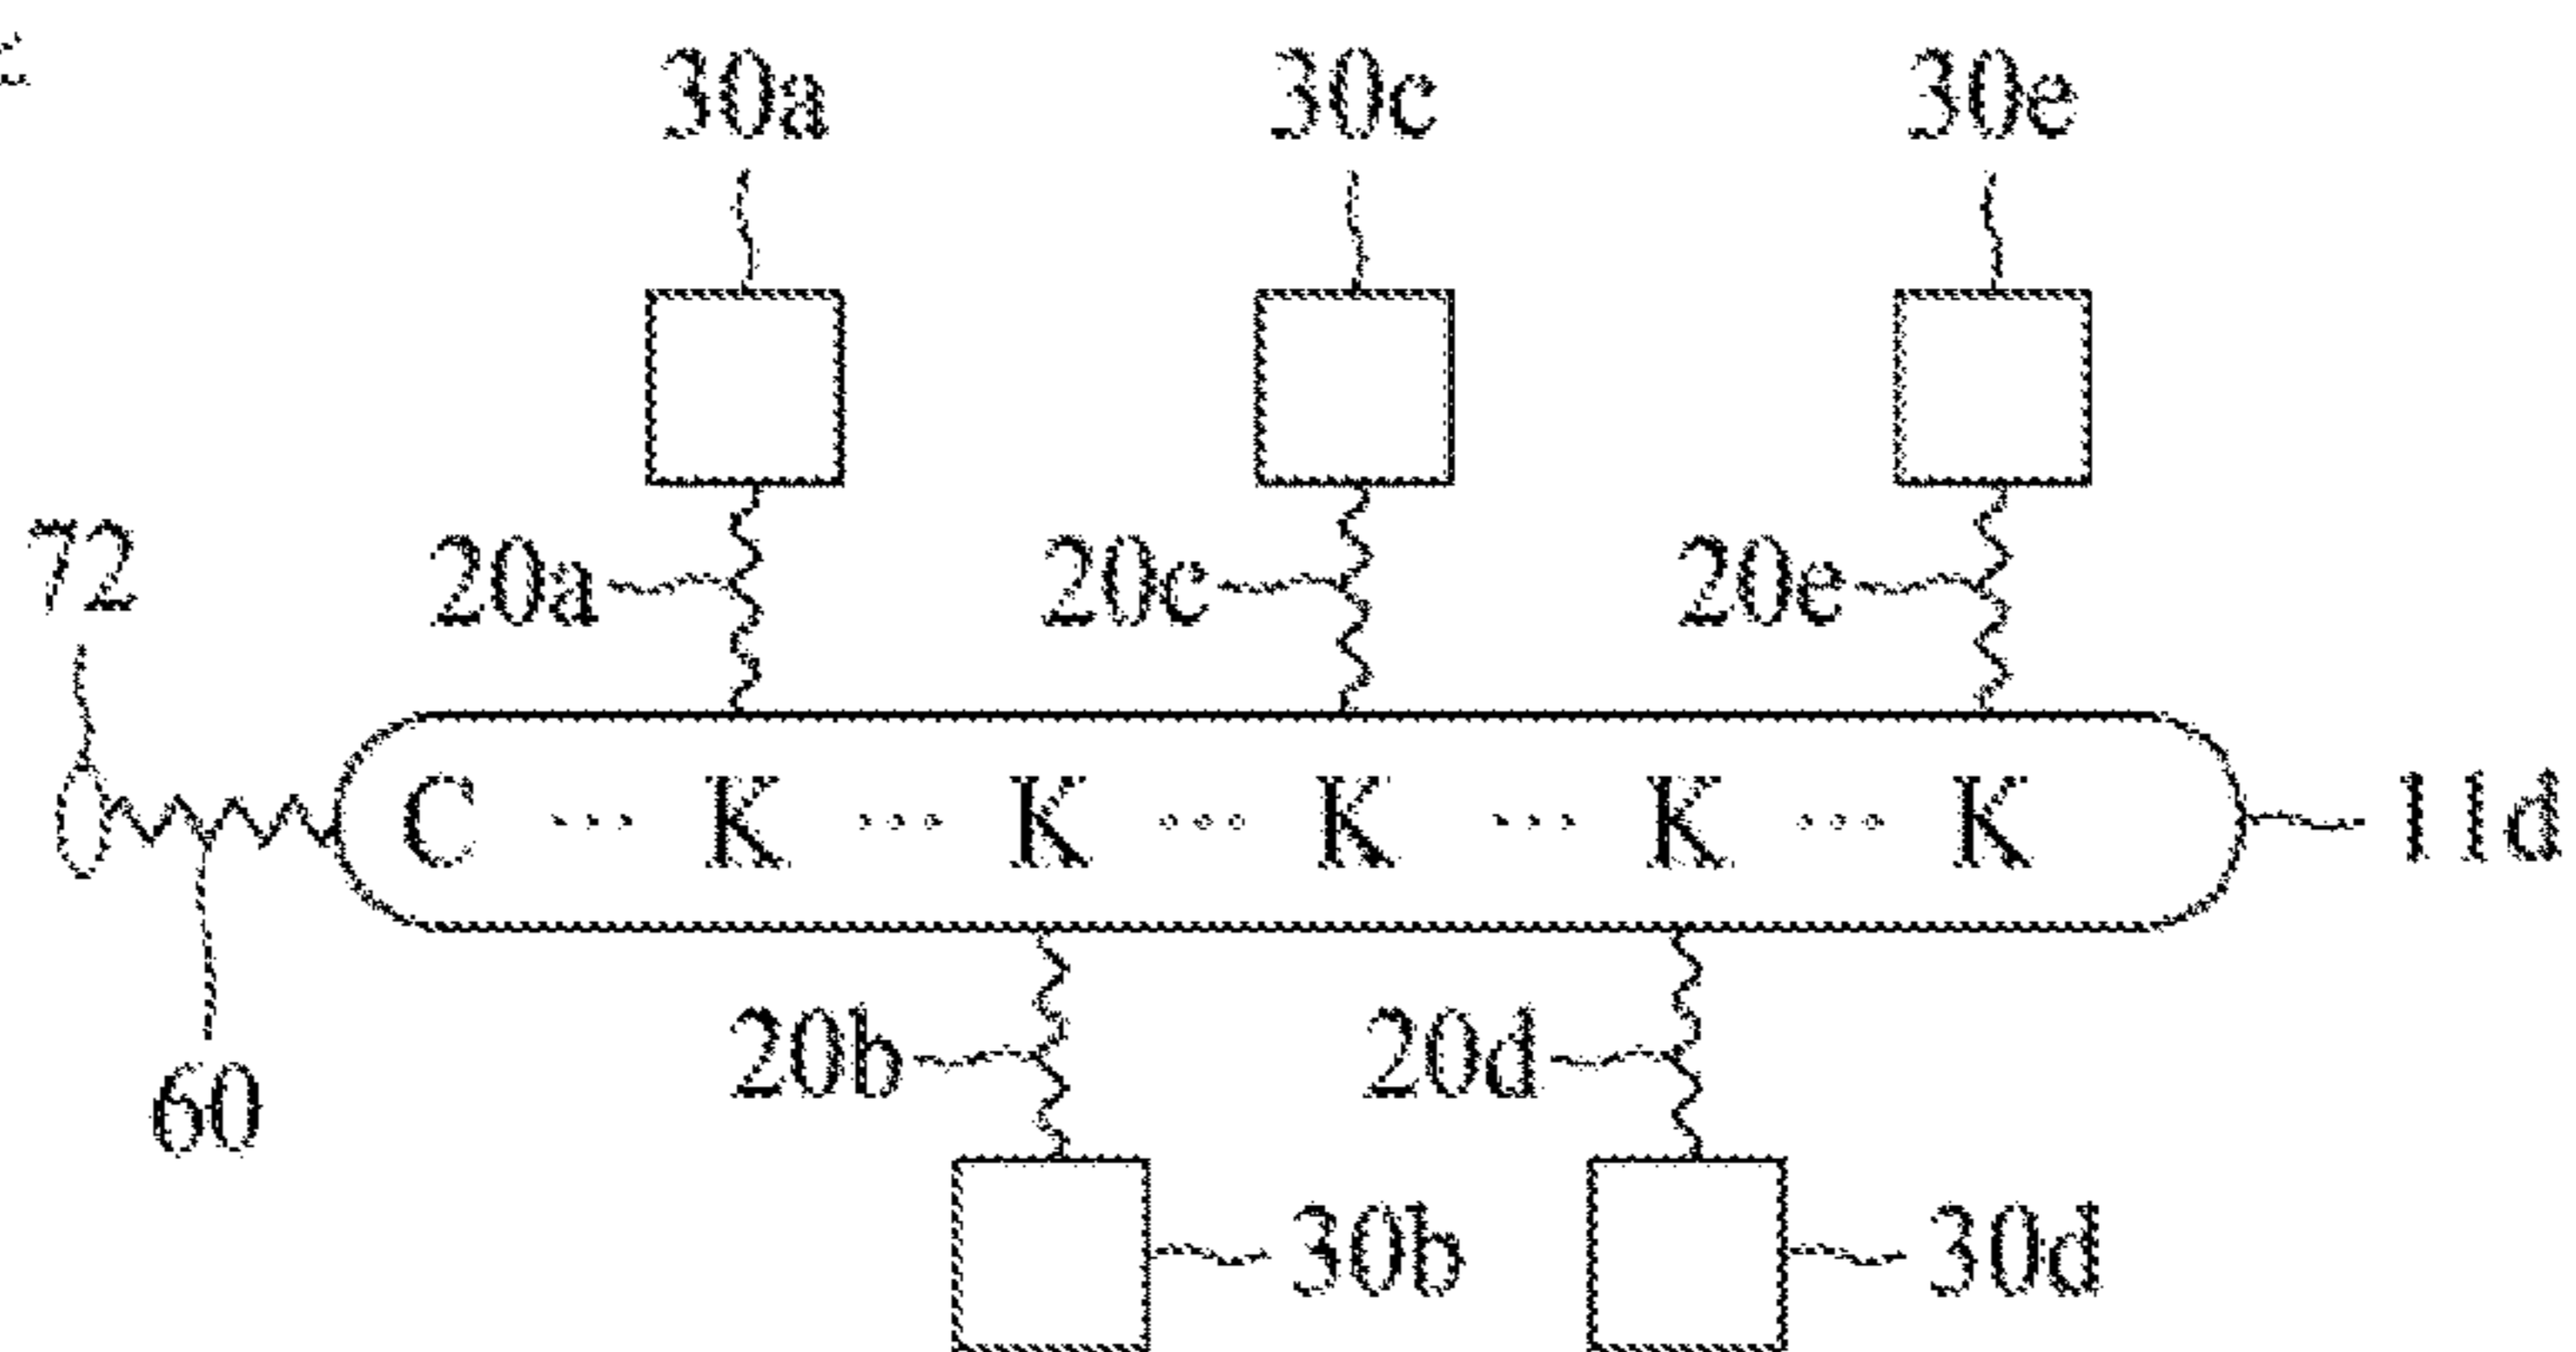 30a 30c 30e
72 20a 20c 20e
C ··· K ··· K ··· K ··· K ··· K 11d
60 20b 20d
30b 30d